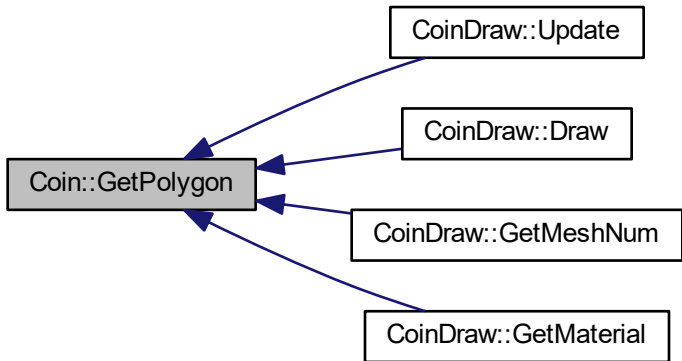 CoinDraw::Update
CoinDraw::Draw
Coin::GetPolygon
CoinDraw::GetMeshNum
CoinDraw::GetMaterial